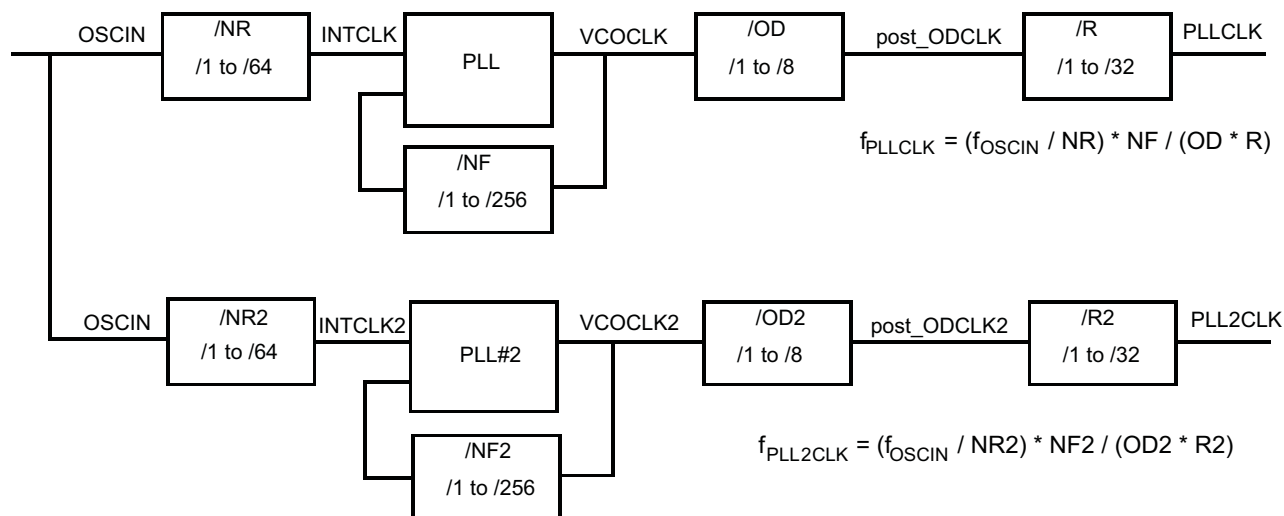 OSCIN
/NR
/1 to /64
INTCLK
PLL
VCOCLK
/OD
/1 to /8
post_ODCLK
/R
/1 to /32
PLLCLK
/NF
/1 to /256
fPLLCLK = (fOSCIN / NR) * NF / (OD * R)
OSCIN
/NR2
/1 to /64
INTCLK2
PLL#2
VCOCLK2
/OD2
/1 to /8
post_ODCLK2
/R2
/1 to /32
PLL2CLK
/NF2
/1 to /256
fPLL2CLK = (fOSCIN / NR2) * NF2 / (OD2 * R2)